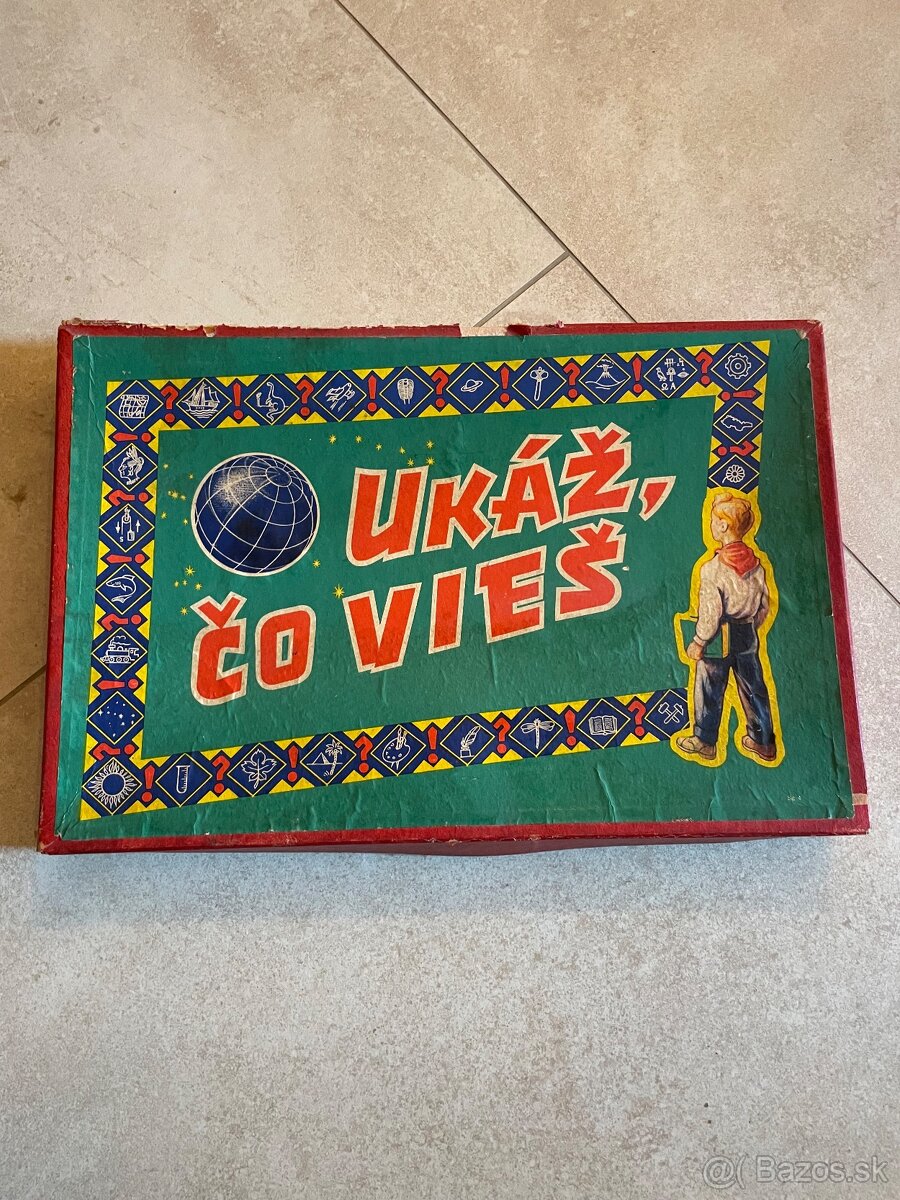 UKÁŽ,
ČO VIEŠ
@( Bazos.sk